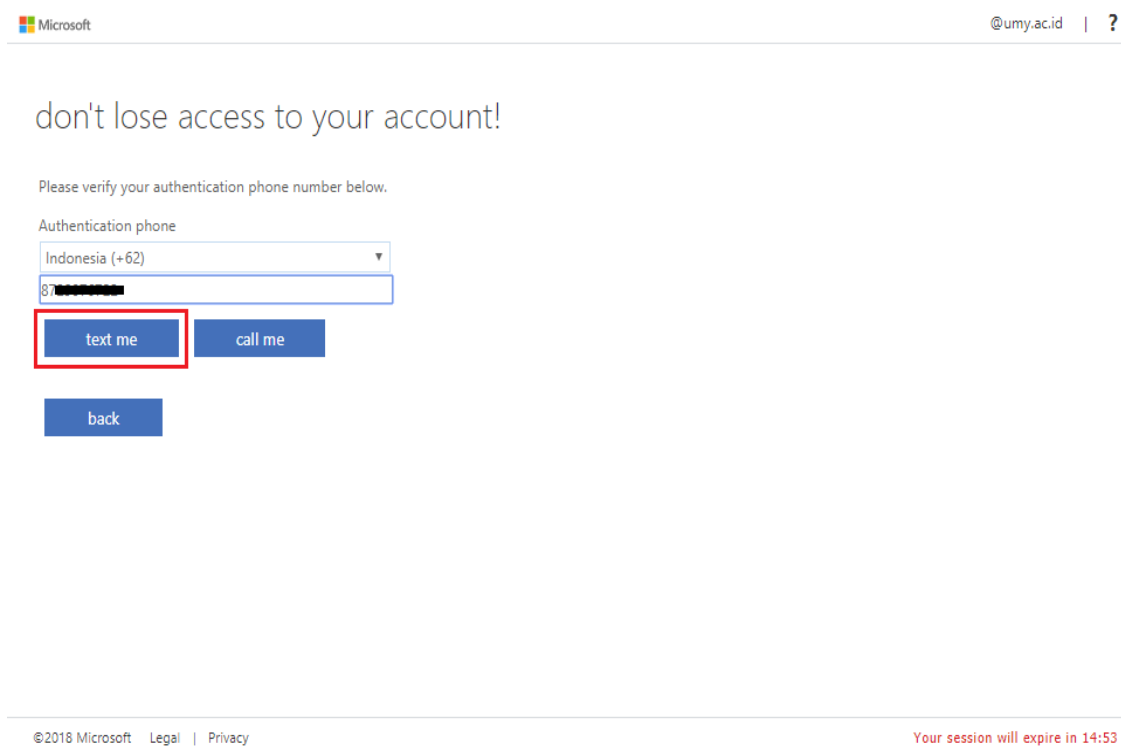 Microsoft
@umy.ac.id | ?
don't lose access to your account!
Please verify your authentication phone number below.
Authentication phone
Indonesia (+62)
87
text me
call me
back
©2018 Microsoft Legal | Privacy
Your session will expire in 14:53